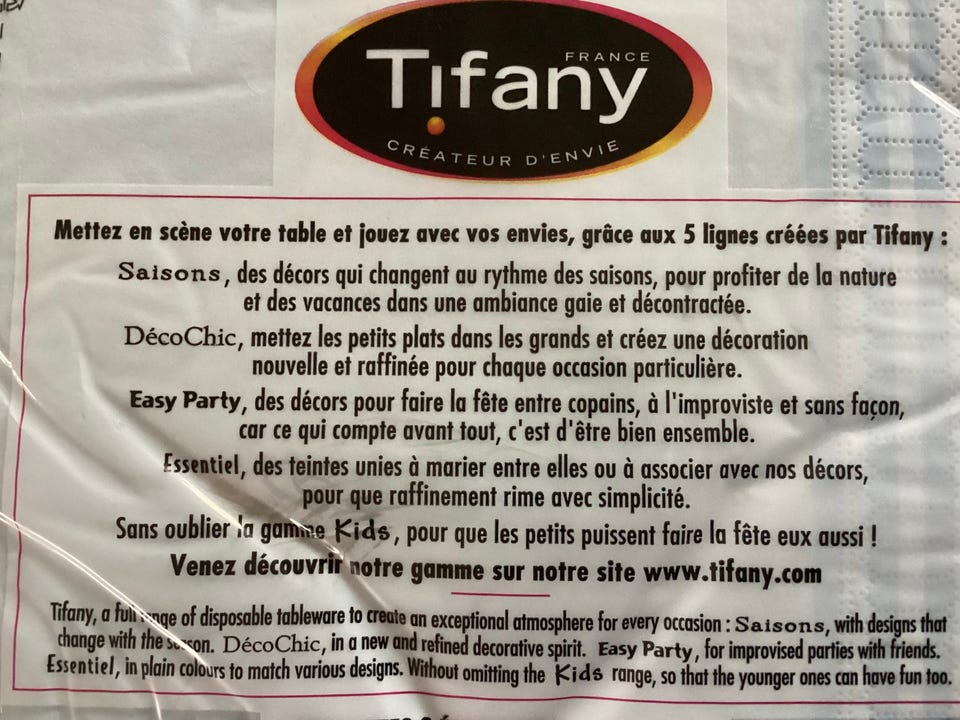 FRANCE
Tifany
CRÉATEUR D'ENVIE
Mettez en scène votre table et jouez avec vos envies, grâce aux 5 lignes créées par Tifany :
Saisons, des décors qui changent au rythme des saisons, pour profiter de la nature
et des vacances dans une ambiance gaie et décontractée.
DécoChic, mettez les petits plats dans les grands et créez une décoration
nouvelle et raffinée pour chaque occasion particulière.
Easy Party, des décors pour faire la fête entre copains, à l'improviste et sans façon,
car ce qui compte avant tout, c'est d'être bien ensemble.
Essentiel, des teintes unies à marier entre elles ou à associer avec nos décors,
pour que raffinement rime avec simplicité.
Sans oublier la gamme Kids, pour que les petits puissent faire la fête eux aussi !
Venez découvrir notre gamme sur notre site www.tifany.com
Tifany, a full range of disposable tableware to create an exceptional atmosphere for every occasion : Saisons, with designs that
change with the season. DécoChic, in a new and refined decorative spirit. Easy Party, for improvised parties with friends.
Essentiel, in plain colours to match various designs. Without omitting the Kids range, so that the younger ones can have fun too.